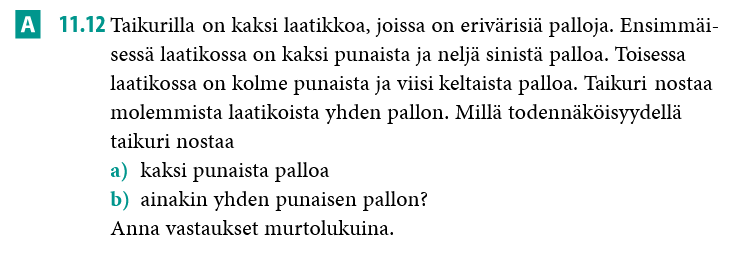 A 11.12 Taikurilla on kaksi laatikkoa, joissa on erivärisiä palloja. Ensimmäi-
sessä laatikossa on kaksi punaista ja neljä sinistä palloa. Toisessa
laatikossa on kolme punaista ja viisi keltaista palloa. Taikuri nostaa
molemmista laatikoista yhden pallon. Millä todennäköisyydellä
taikuri nostaa
a) kaksi punaista palloa
b) ainakin yhden punaisen pallon?
Anna vastaukset murtolukuina.